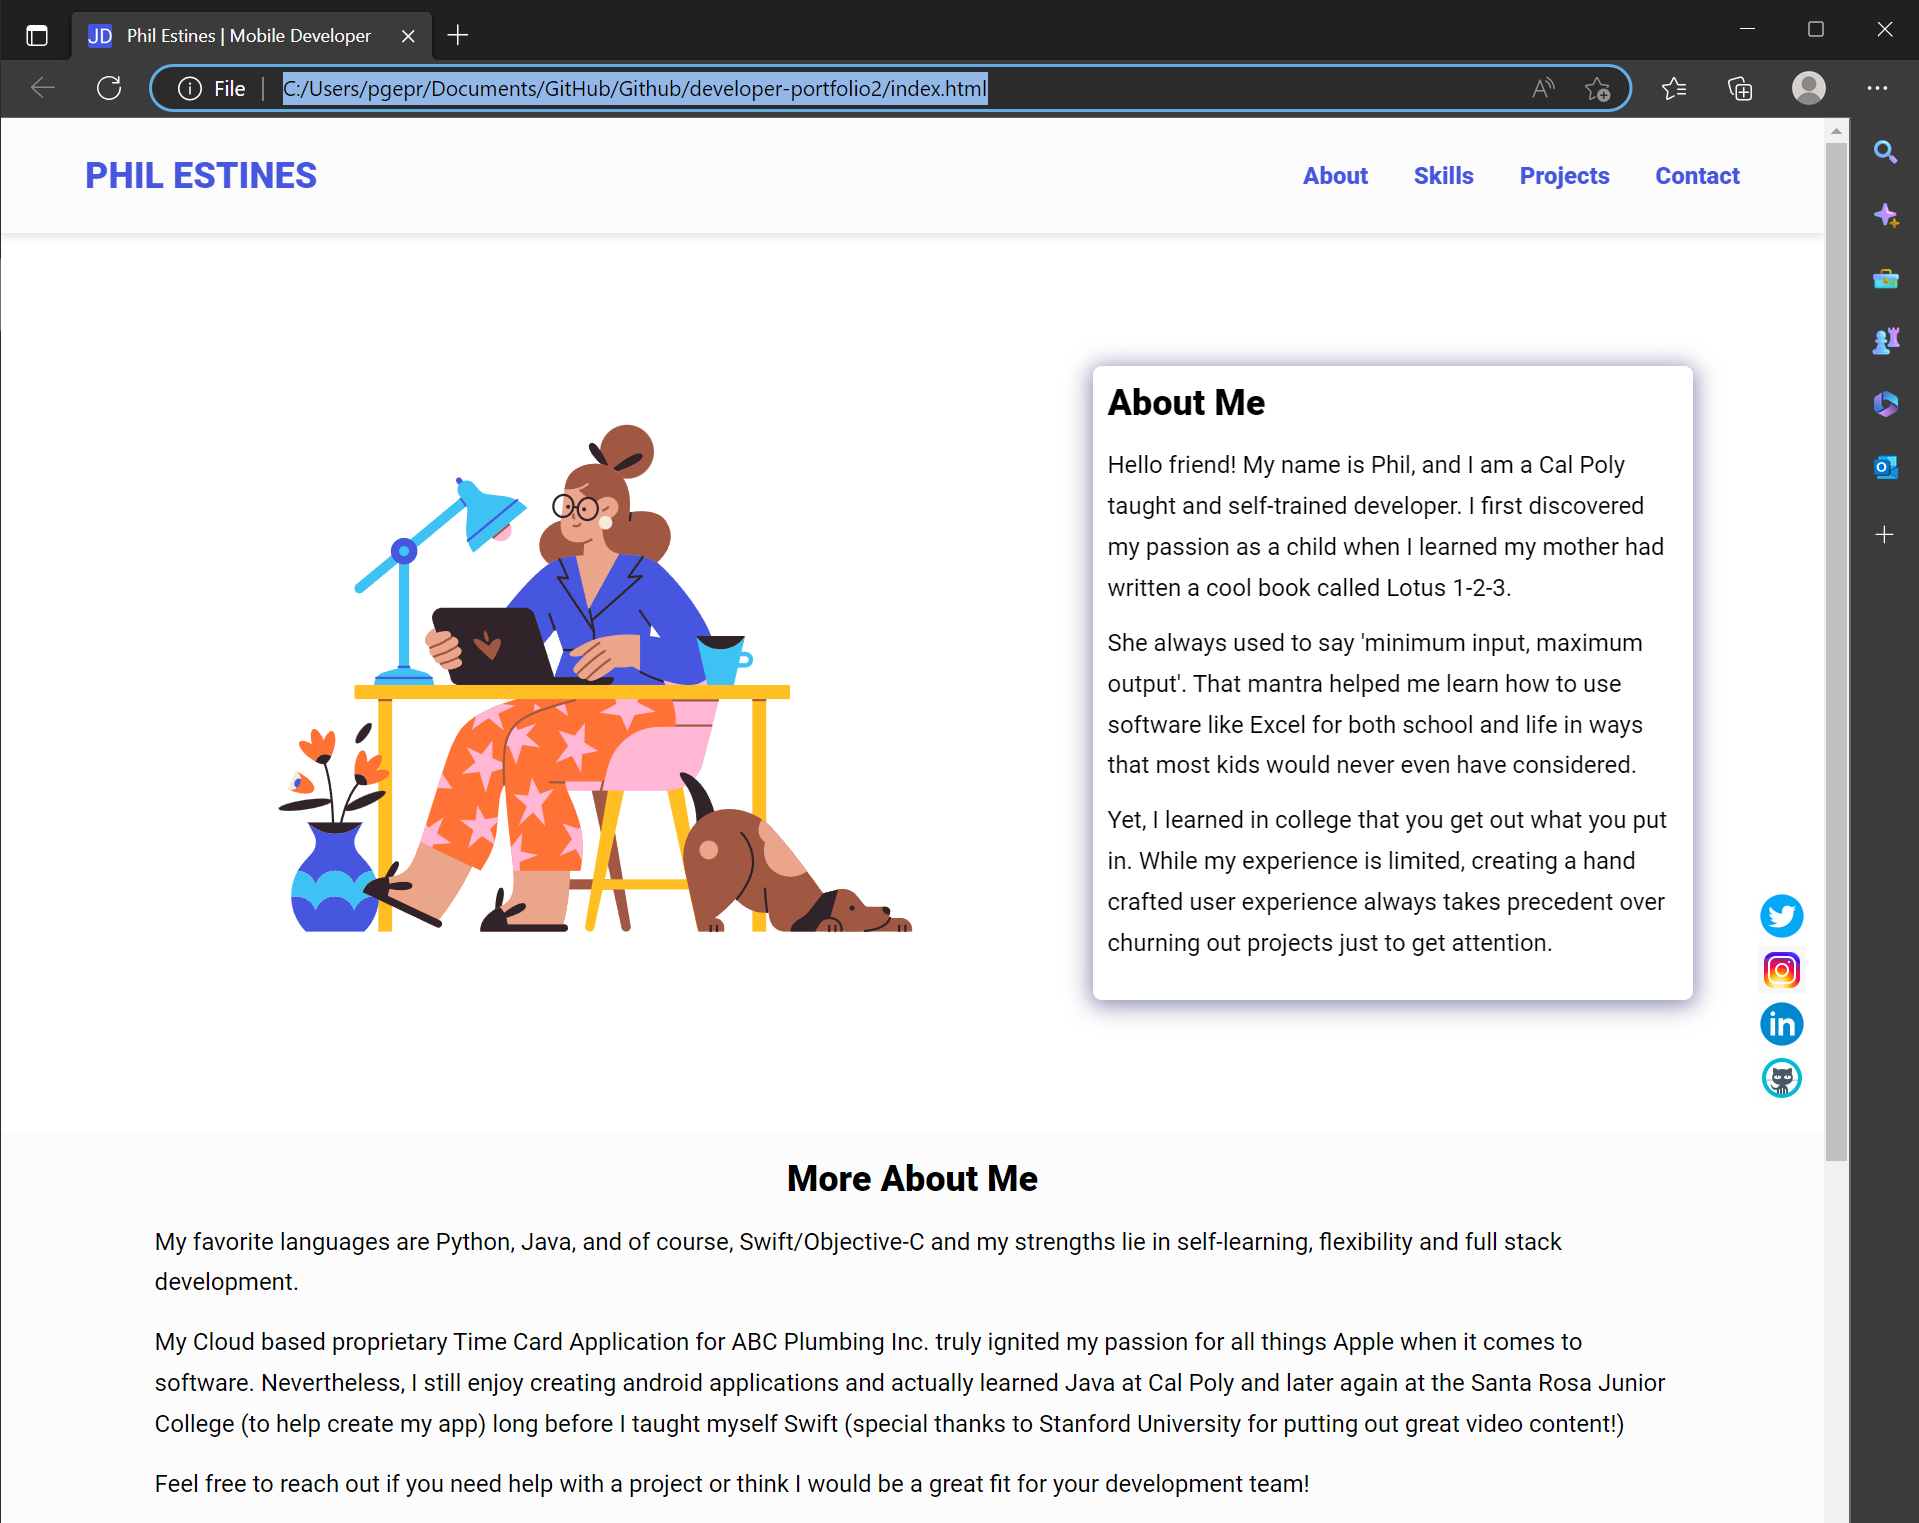 JD Phil Estines | Mobile Developer
File | C:/Users/pgepr/Documents/GitHub/Github/developer-portfolio2/index.html
PHIL ESTINES
About Skills Projects Contact
About Me
Hello friend! My name is Phil, and I am a Cal Poly
taught and self-trained developer. I first discovered
my passion as a child when I learned my mother had
written a cool book called Lotus 1-2-3.
She always used to say 'minimum input, maximum
output'. That mantra helped me learn how to use
software like Excel for both school and life in ways
that most kids would never even have considered.
Yet, I learned in college that you get out what you put
in. While my experience is limited, creating a hand
crafted user experience always takes precedent over
churning out projects just to get attention.
in
More About Me
My favorite languages are Python, Java, and of course, Swift/Objective-C and my strengths lie in self-learning, flexibility and full stack
development.
My Cloud based proprietary Time Card Application for ABC Plumbing Inc. truly ignited my passion for all things Apple when it comes to
software. Nevertheless, I still enjoy creating android applications and actually learned Java at Cal Poly and later again at the Santa Rosa Junior
College (to help create my app) long before I taught myself Swift (special thanks to Stanford University for putting out great video content!)
Feel free to reach out if you need help with a project or think I would be a great fit for your development team!